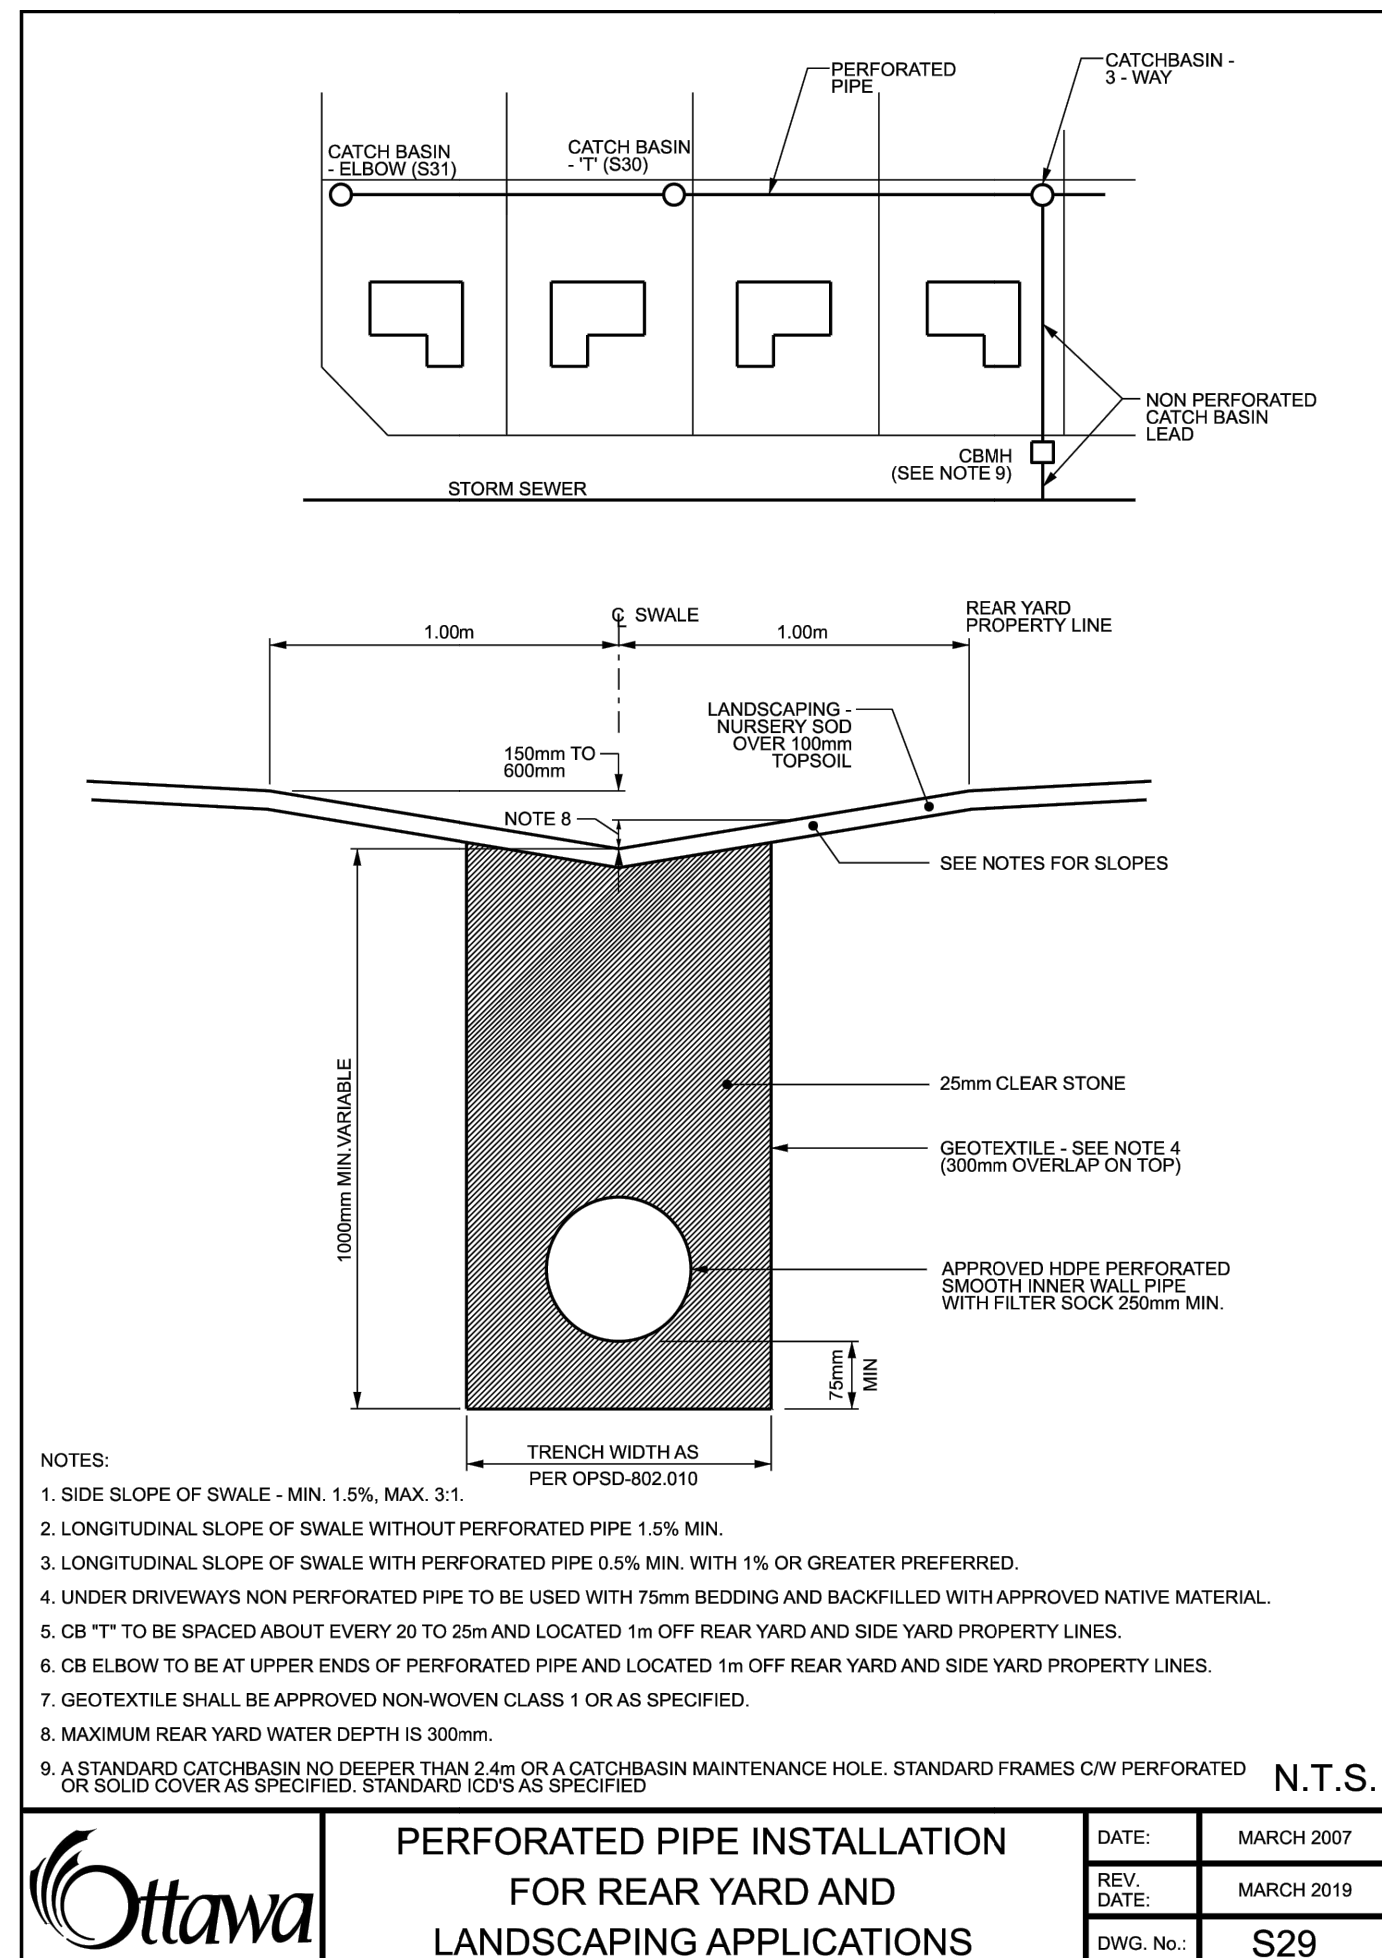 PERFORATED
PIPE
CATCHBASIN -
3 - WAY
CATCH BASIN
- ELBOW (S31)
CATCH BASIN
- 'T' (S30)
NON PERFORATED
CATCH BASIN
LEAD
CBMH
(SEE NOTE 9)
STORM SEWER
℄ SWALE
REAR YARD
PROPERTY LINE
1.00m
1.00m
LANDSCAPING -
NURSERY SOD
OVER 100mm
TOPSOIL
150mm TO
600mm
NOTE 8
SEE NOTES FOR SLOPES
1000mm MIN.VARIABLE
25mm CLEAR STONE
GEOTEXTILE - SEE NOTE 4
(300mm OVERLAP ON TOP)
APPROVED HDPE PERFORATED
SMOOTH INNER WALL PIPE
WITH FILTER SOCK 250mm MIN.
75mm
MIN
TRENCH WIDTH AS
PER OPSD-802.010
NOTES:
1. SIDE SLOPE OF SWALE - MIN. 1.5%, MAX. 3:1.
2. LONGITUDINAL SLOPE OF SWALE WITHOUT PERFORATED PIPE 1.5% MIN.
3. LONGITUDINAL SLOPE OF SWALE WITH PERFORATED PIPE 0.5% MIN. WITH 1% OR GREATER PREFERRED.
4. UNDER DRIVEWAYS NON PERFORATED PIPE TO BE USED WITH 75mm BEDDING AND BACKFILLED WITH APPROVED NATIVE MATERIAL.
5. CB "T" TO BE SPACED ABOUT EVERY 20 TO 25m AND LOCATED 1m OFF REAR YARD AND SIDE YARD PROPERTY LINES.
6. CB ELBOW TO BE AT UPPER ENDS OF PERFORATED PIPE AND LOCATED 1m OFF REAR YARD AND SIDE YARD PROPERTY LINES.
7. GEOTEXTILE SHALL BE APPROVED NON-WOVEN CLASS 1 OR AS SPECIFIED.
8. MAXIMUM REAR YARD WATER DEPTH IS 300mm.
9. A STANDARD CATCHBASIN NO DEEPER THAN 2.4m OR A CATCHBASIN MAINTENANCE HOLE. STANDARD FRAMES C/W PERFORATED
OR SOLID COVER AS SPECIFIED. STANDARD ICD'S AS SPECIFIED
N.T.S.
Ottawa
PERFORATED PIPE INSTALLATION
FOR REAR YARD AND
LANDSCAPING APPLICATIONS
DATE:
MARCH 2007
REV.
DATE:
MARCH 2019
DWG. No.:
S29